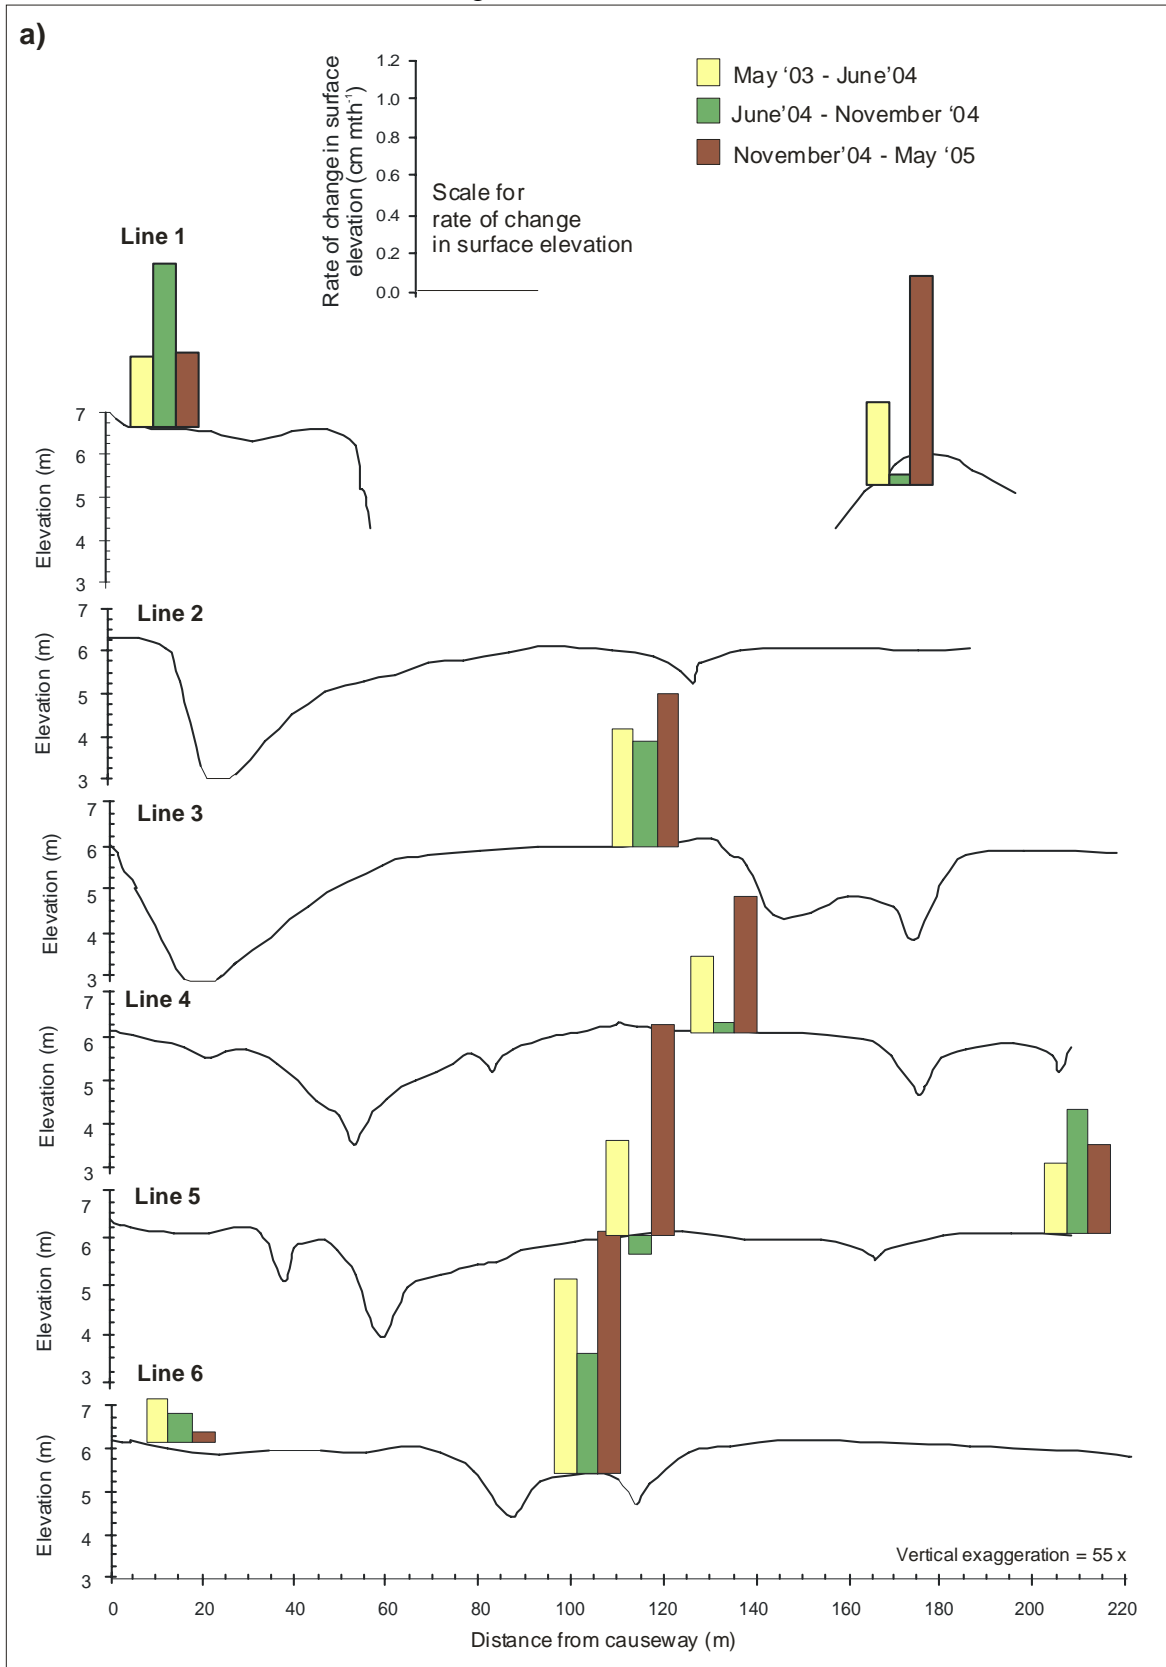 a)
Rate of change in surface
elevation (cm mth⁻¹)
1.2
1.0
0.8
0.6
0.4
0.2
0.0
Scale for
rate of change
in surface elevation
May ‘03 - June’04
June’04 - November ‘04
November’04 - May ‘05
Line 1
Elevation (m)
7
6
5
4
3
Line 2
Elevation (m)
7
6
5
4
3
Line 3
Elevation (m)
7
6
5
4
3
Line 4
Elevation (m)
7
6
5
4
3
Line 5
Elevation (m)
7
6
5
4
3
Line 6
Elevation (m)
7
6
5
4
3
Vertical exaggeration = 55 x
0 20 40 60 80 100 120 140 160 180 200 220
Distance from causeway (m)